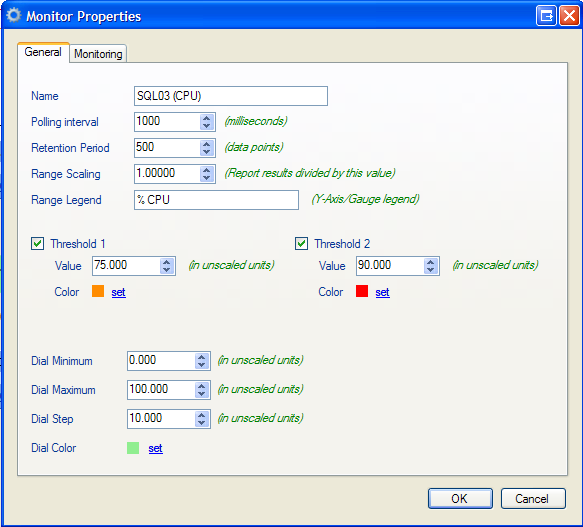 Monitor Properties
General Monitoring
Name SQL03 (CPU)
Polling interval 1000 (milliseconds)
Retention Period 500 (data points)
Range Scaling 1.00000 (Report results divided by this value)
Range Legend % CPU (Y-Axis/Gauge legend)
Threshold 1 Threshold 2
Value 75.000 (in unscaled units) Value 90.000 (in unscaled units)
Color set Color set
Dial Minimum 0.000 (in unscaled units)
Dial Maximum 100.000 (in unscaled units)
Dial Step 10.000 (in unscaled units)
Dial Color set
OK Cancel